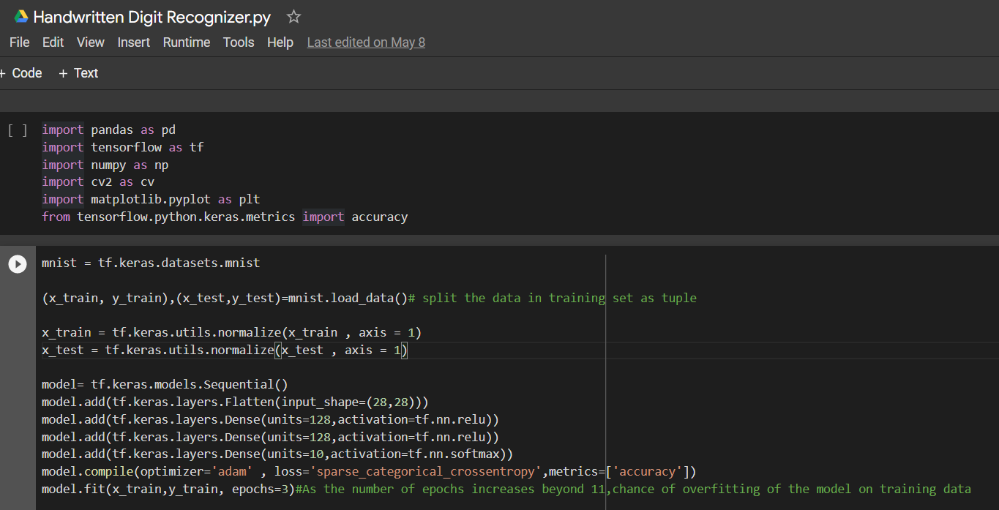 Handwritten Digit Recognizer.py
File Edit View Insert Runtime Tools Help Last edited on May 8
+ Code + Text
[ ] import pandas as pd
import tensorflow as tf
import numpy as np
import cv2 as cv
import matplotlib.pyplot as plt
from tensorflow.python.keras.metrics import accuracy
mnist = tf.keras.datasets.mnist
(x_train, y_train),(x_test,y_test)=mnist.load_data()# split the data in training set as tuple
x_train = tf.keras.utils.normalize(x_train , axis = 1)
x_test = tf.keras.utils.normalize(x_test , axis = 1)
model= tf.keras.models.Sequential()
model.add(tf.keras.layers.Flatten(input_shape=(28,28)))
model.add(tf.keras.layers.Dense(units=128,activation=tf.nn.relu))
model.add(tf.keras.layers.Dense(units=128,activation=tf.nn.relu))
model.add(tf.keras.layers.Dense(units=10,activation=tf.nn.softmax))
model.compile(optimizer='adam' , loss='sparse_categorical_crossentropy',metrics=['accuracy'])
model.fit(x_train,y_train, epochs=3)#As the number of epochs increases beyond 11,chance of overfitting of the model on training data